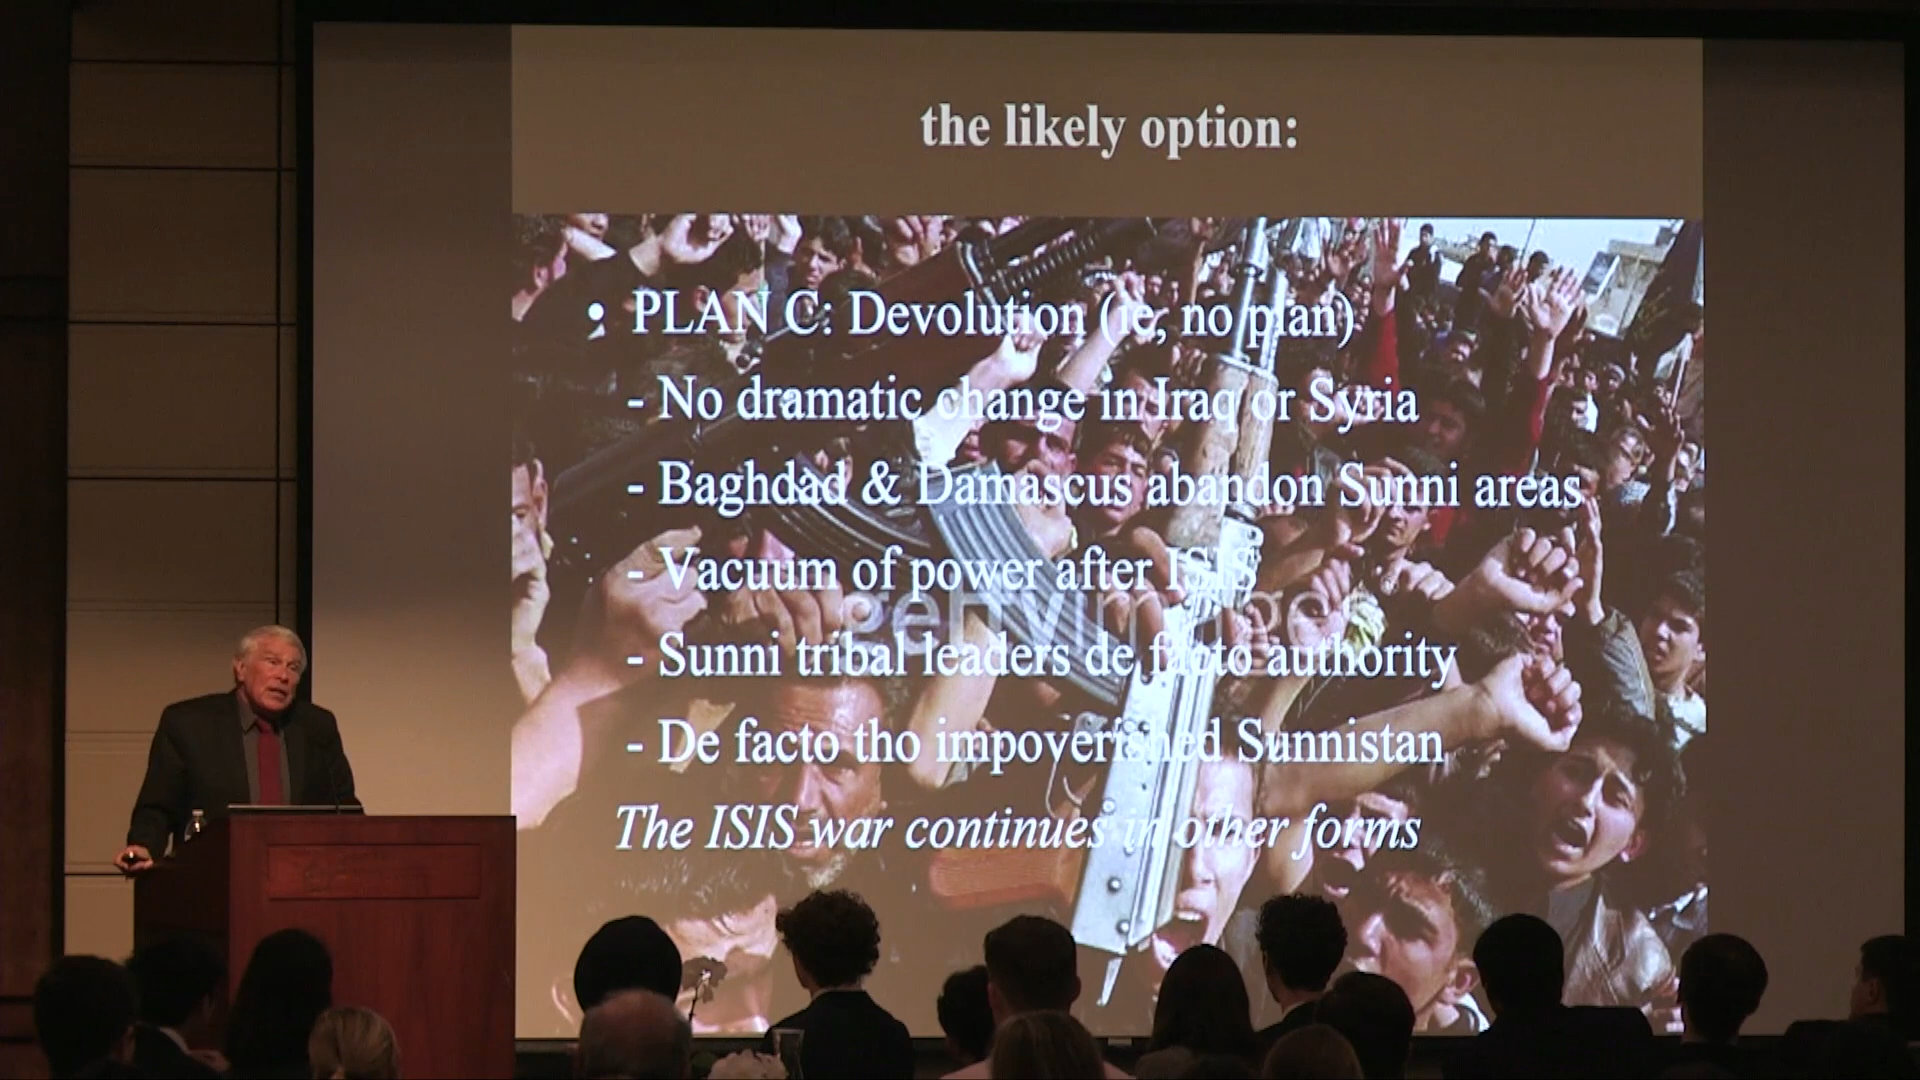 the likely option:
• PLAN C: Devolution (ie, no plan)
- No dramatic change in Iraq or Syria
- Baghdad & Damascus abandon Sunni areas
- Vacuum of power after ISIS
gettyimages
- Sunni tribal leaders de facto authority
- De facto tho impoverished Sunnistan
The ISIS war continues in other forms